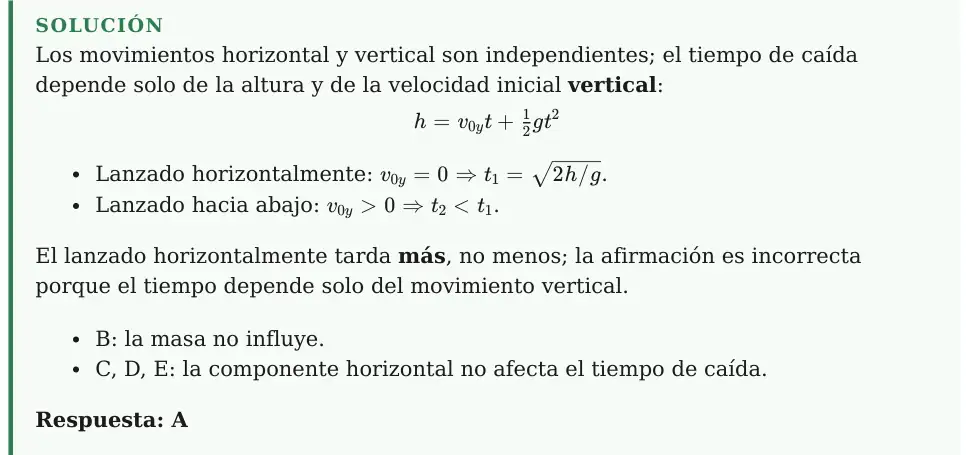 SOLUCIÓN
Los movimientos horizontal y vertical son independientes; el tiempo de caída
depende solo de la altura y de la velocidad inicial vertical:
h = v₀ᵧt + ½gt²
• Lanzado horizontalmente: v₀ᵧ = 0 ⇒ t₁ = √(2h/g).
• Lanzado hacia abajo: v₀ᵧ > 0 ⇒ t₂ < t₁.
El lanzado horizontalmente tarda más, no menos; la afirmación es incorrecta
porque el tiempo depende solo del movimiento vertical.
• B: la masa no influye.
• C, D, E: la componente horizontal no afecta el tiempo de caída.
Respuesta: A